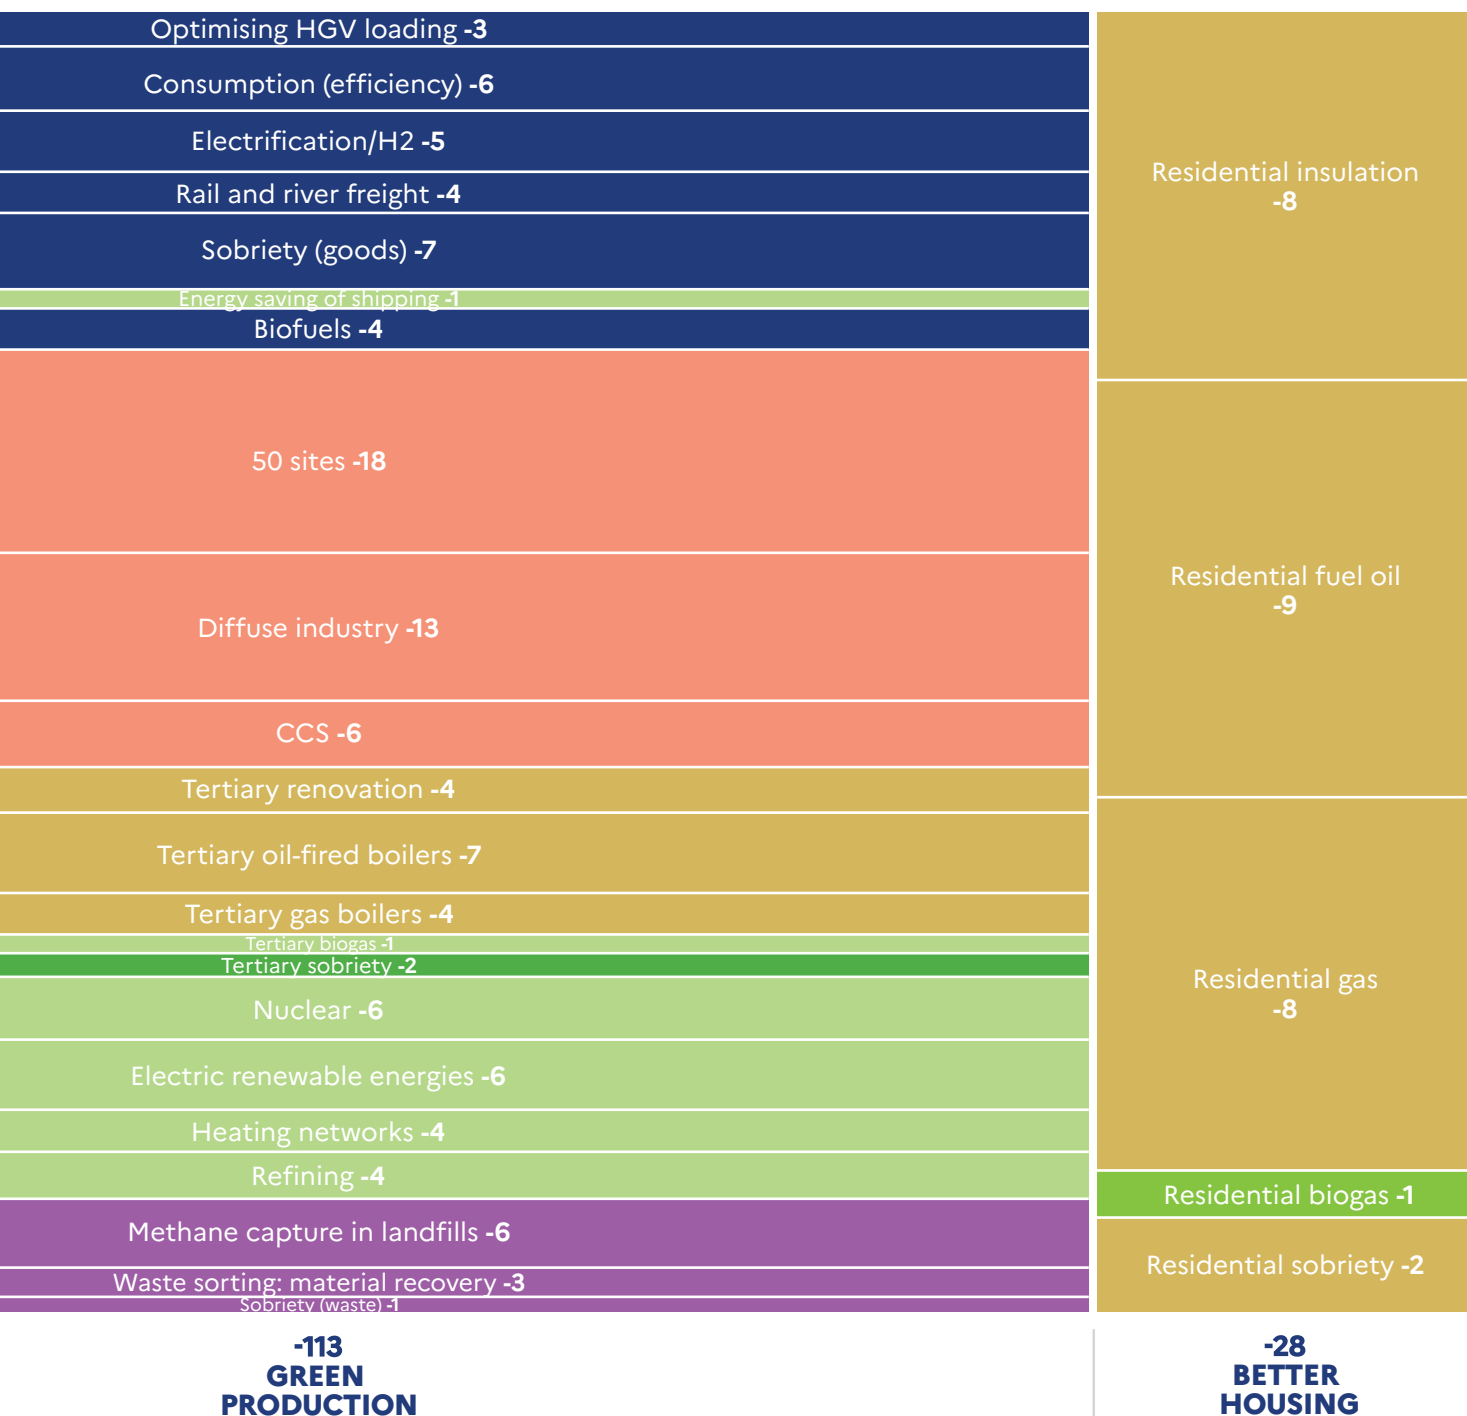 Optimising HGV loading -3
Consumption (efficiency) -6
Electrification/H2 -5
Rail and river freight -4
Sobriety (goods) -7
Energy saving of shipping -1
Biofuels -4
50 sites -18
Diffuse industry -13
CCS -6
Tertiary renovation -4
Tertiary oil-fired boilers -7
Tertiary gas boilers -4
Tertiary biogas -1
Tertiary sobriety -2
Nuclear -6
Electric renewable energies -6
Heating networks -4
Refining -4
Methane capture in landfills -6
Waste sorting: material recovery -3
Sobriety (waste) -1
-113
GREEN
PRODUCTION
Residential insulation
-8
Residential fuel oil
-9
Residential gas
-8
Residential biogas -1
Residential sobriety -2
-28
BETTER
HOUSING